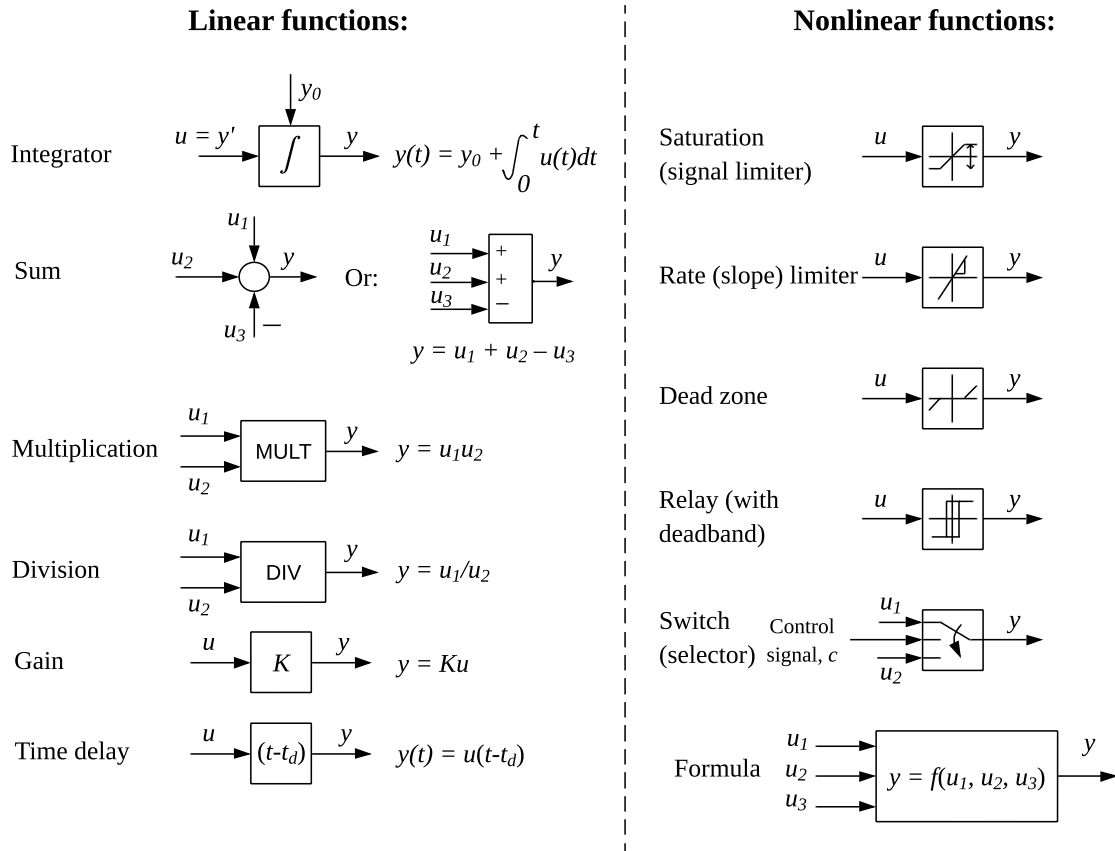 Linear functions:
Integrator
y₀
u = y'
∫
y
y(t) = y₀ + ∫₀ᵗ u(t)dt
Sum
u₁
u₂
y
u₃ –
Or:
u₁
u₂
u₃
+
+
–
y
y = u₁ + u₂ – u₃
Multiplication
u₁
u₂
MULT
y
y = u₁u₂
Division
u₁
u₂
DIV
y
y = u₁/u₂
Gain
u
K
y
y = Ku
Time delay
u
(t-t_d)
y
y(t) = u(t-t_d)
Nonlinear functions:
Saturation
(signal limiter)
u
y
Rate (slope) limiter
u
y
Dead zone
u
y
Relay (with
deadband)
u
y
Switch
(selector)
Control
signal, c
u₁
u₂
y
Formula
u₁
u₂
u₃
y = f(u₁, u₂, u₃)
y